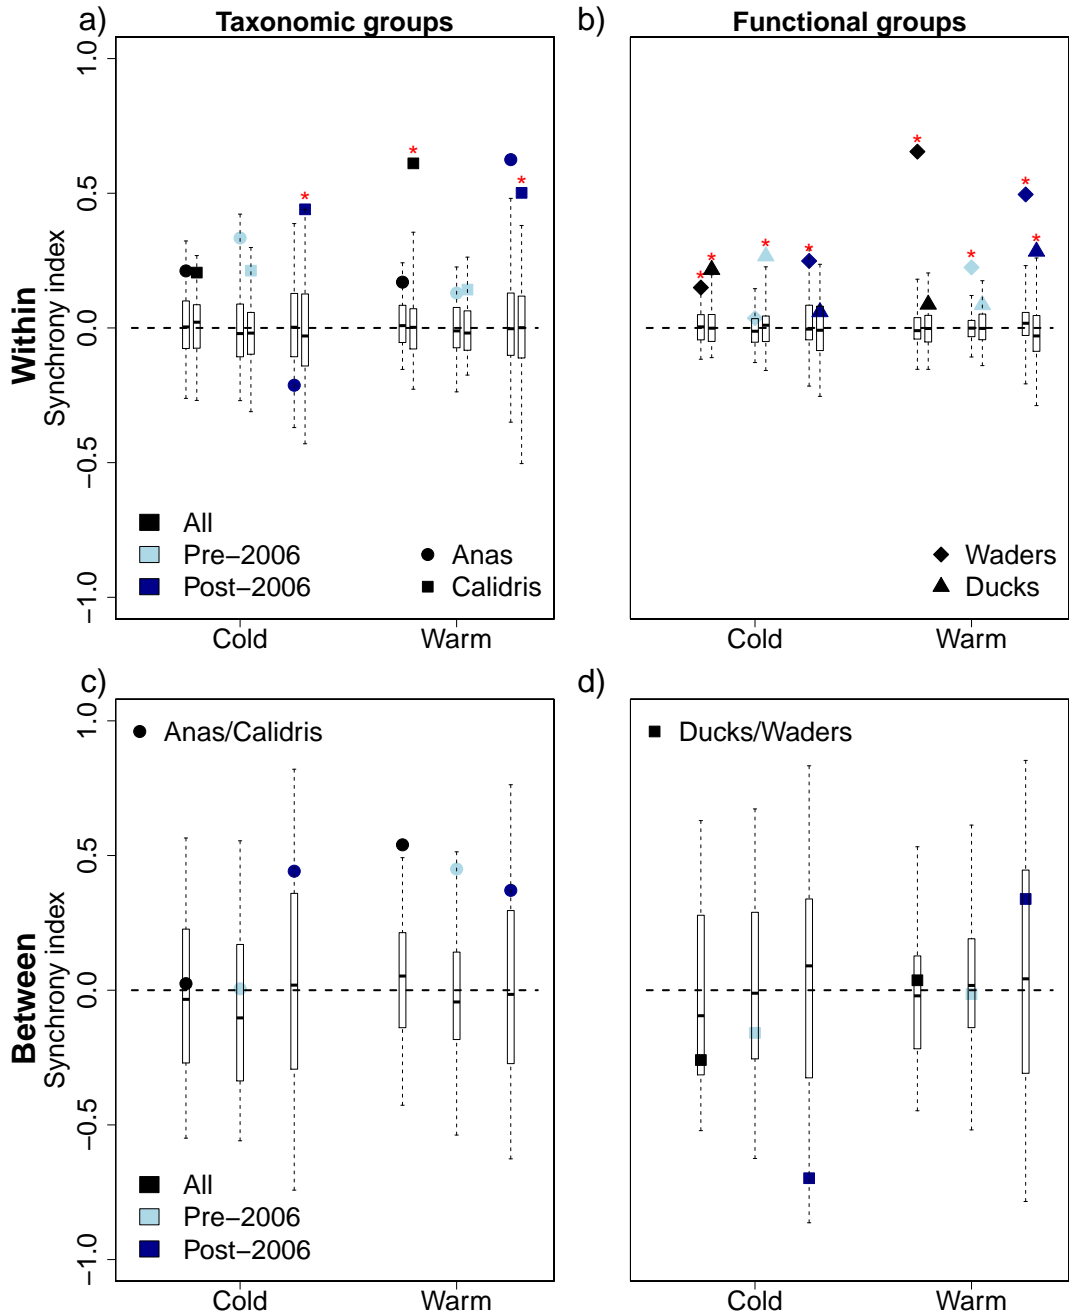 a)
Taxonomic groups
b)
Functional groups
Within
Synchrony index
1.0
0.5
0.0
−0.5
−1.0
*
*
*
*
*
*
*
*
*
*
*
*
All
Pre−2006
Post−2006
Anas
Calidris
Waders
Ducks
Cold
Warm
Cold
Warm
c)
d)
Between
Synchrony index
1.0
0.5
0.0
−0.5
−1.0
Anas/Calidris
Ducks/Waders
All
Pre−2006
Post−2006
Cold
Warm
Cold
Warm